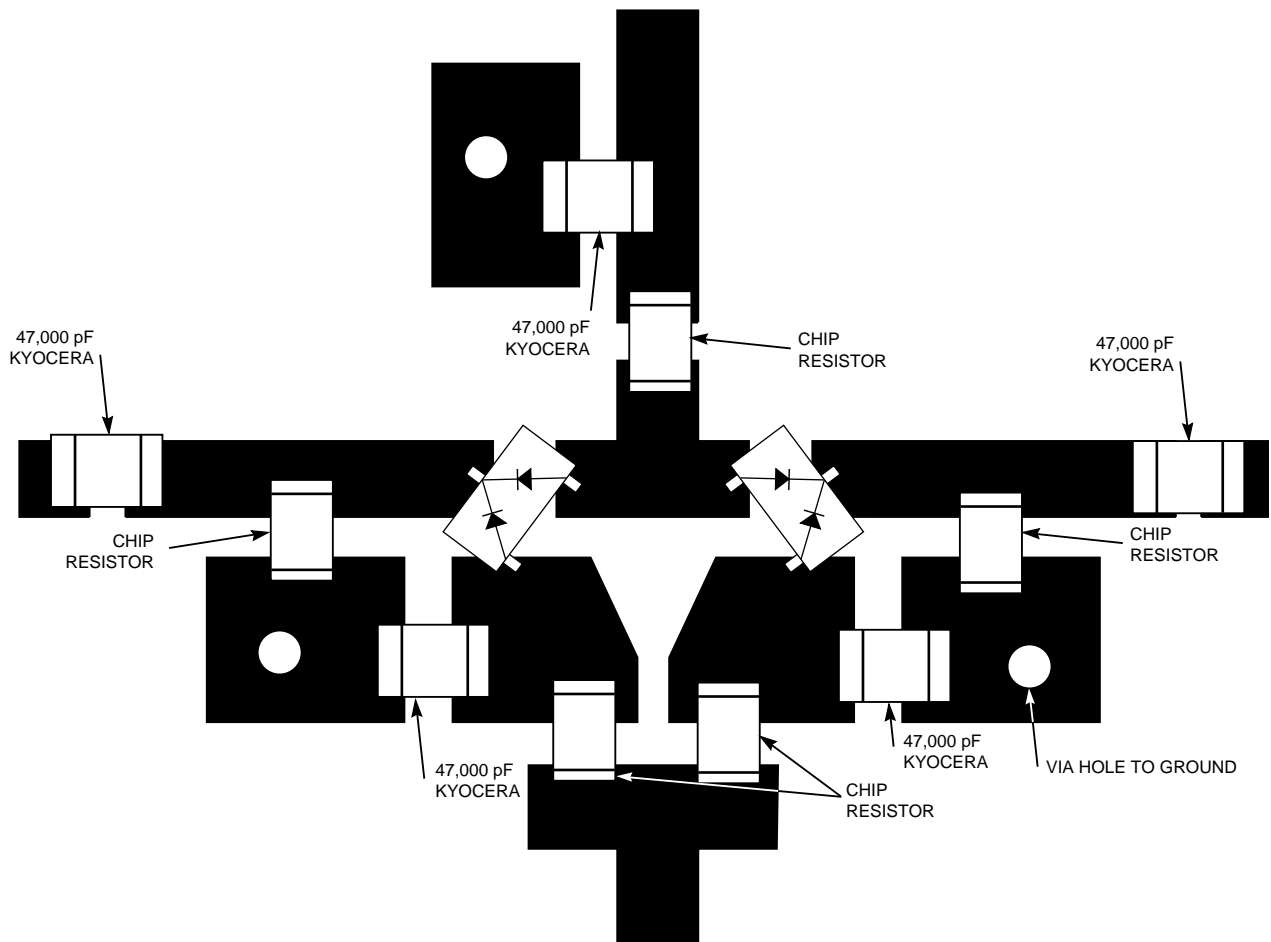 47,000 pF
KYOCERA
47,000 pF
KYOCERA
CHIP
RESISTOR
47,000 pF
KYOCERA
CHIP
RESISTOR
CHIP
RESISTOR
47,000 pF
KYOCERA
47,000 pF
KYOCERA
VIA HOLE TO GROUND
CHIP
RESISTOR